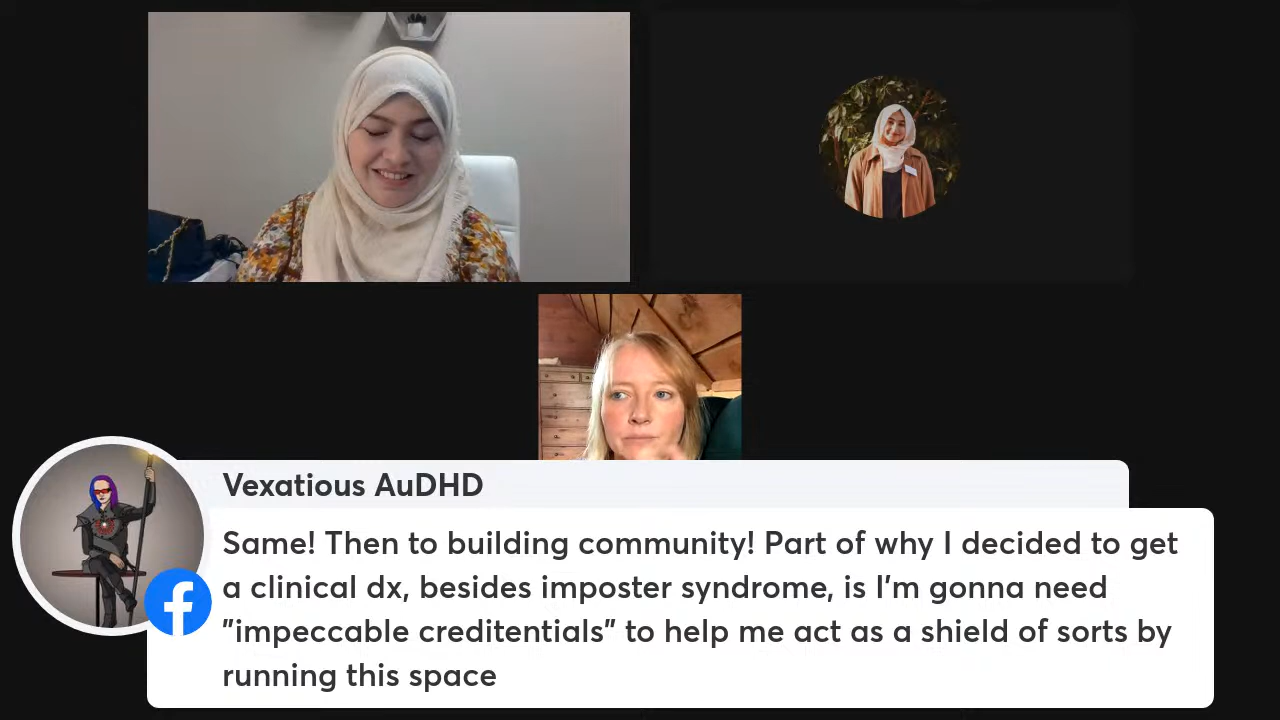 Vexatious AuDHD
Same! Then to building community! Part of why I decided to get
a clinical dx, besides imposter syndrome, is I'm gonna need
"impeccable creditentials" to help me act as a shield of sorts by
running this space